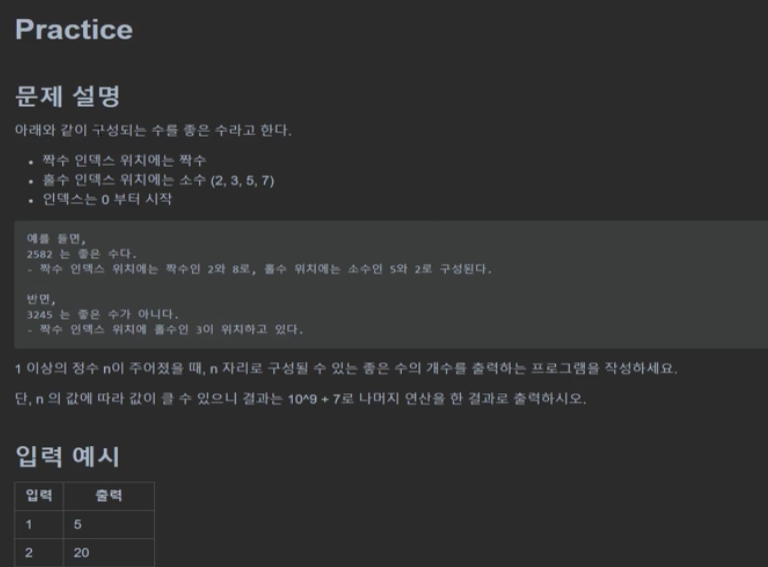 Practice
문제 설명
아래와 같이 구성되는 수를 좋은 수라고 한다.
• 짝수 인덱스 위치에는 짝수
• 홀수 인덱스 위치에는 소수 (2, 3, 5, 7)
• 인덱스는 0 부터 시작
예를 들면,
2582 는 좋은 수다.
- 짝수 인덱스 위치에는 짝수인 2와 8로, 홀수 위치에는 소수인 5와 2로 구성된다.
반면,
3245 는 좋은 수가 아니다.
- 짝수 인덱스 위치에 홀수인 3이 위치하고 있다.
1 이상의 정수 n이 주어졌을 때, n 자리로 구성될 수 있는 좋은 수의 개수를 출력하는 프로그램을 작성하세요.
단, n 의 값에 따라 값이 클 수 있으니 결과는 10^9 + 7로 나머지 연산을 한 결과로 출력하시오.
입력 예시
입력 출력
1 5
2 20